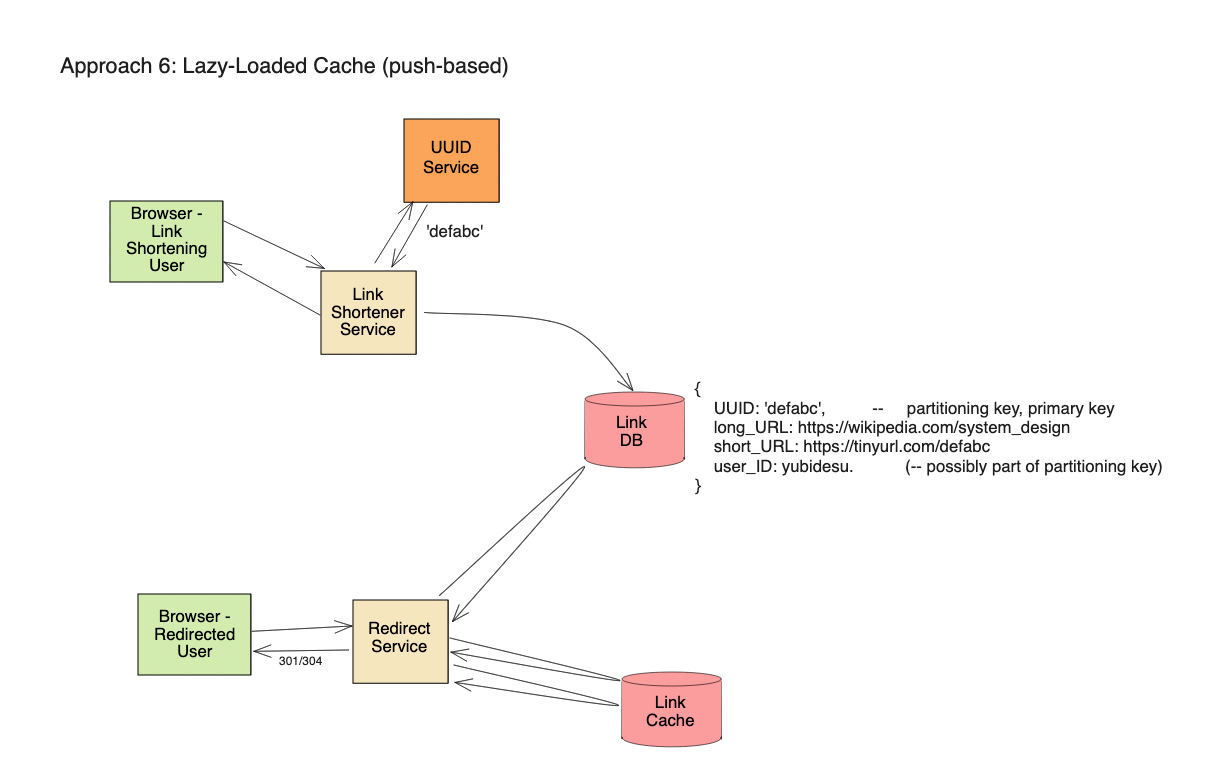 Approach 6: Lazy-Loaded Cache (push-based)
UUID
Service
'defabc'
Browser -
Link
Shortening
User
Link
Shortener
Service
Link
DB
{
UUID: 'defabc', -- partitioning key, primary key
long_URL: https://wikipedia.com/system_design
short_URL: https://tinyurl.com/defabc
user_ID: yubidesu. (-- possibly part of partitioning key)
}
Browser -
Redirected
User
301/304
Redirect
Service
Link
Cache